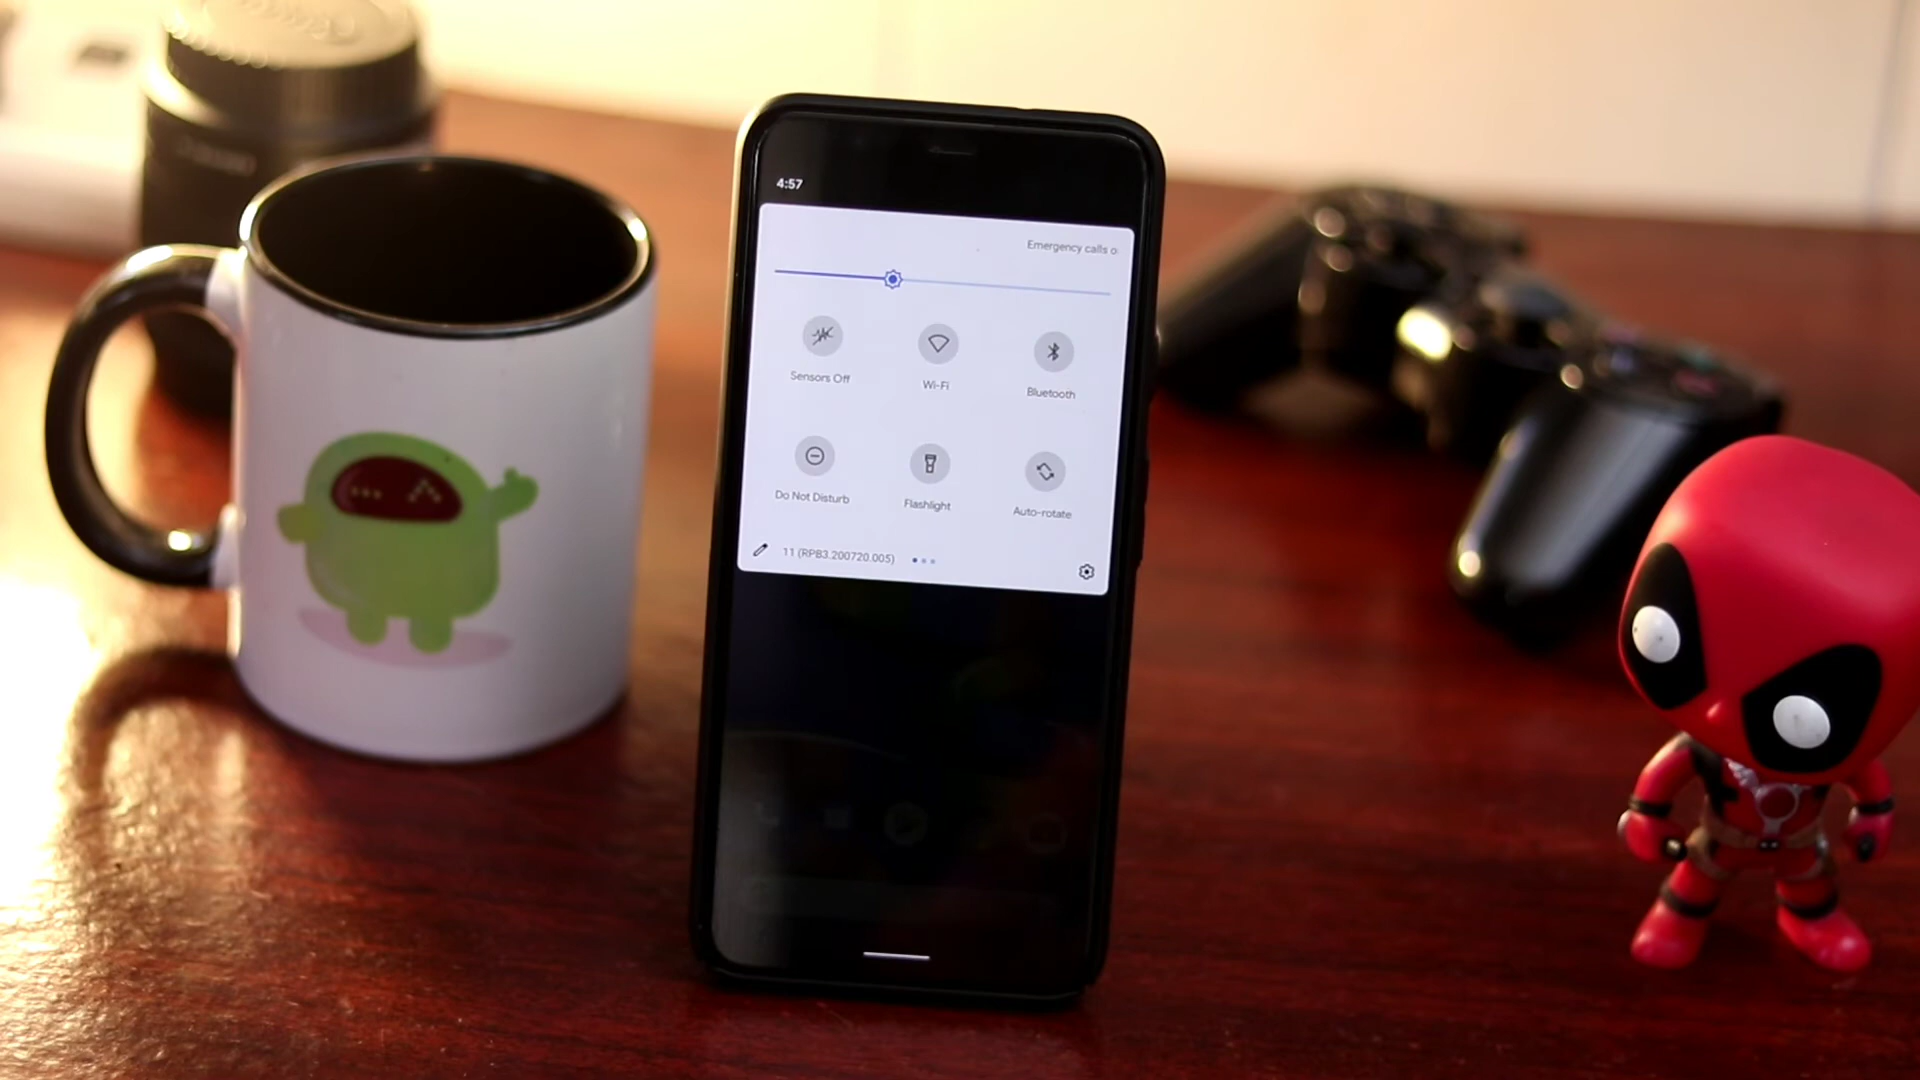 4:57
Emergency calls o
Sensors Off
Wi-Fi
Bluetooth
Do Not Disturb
Flashlight
Auto-rotate
11 (RPB3.200720.005)